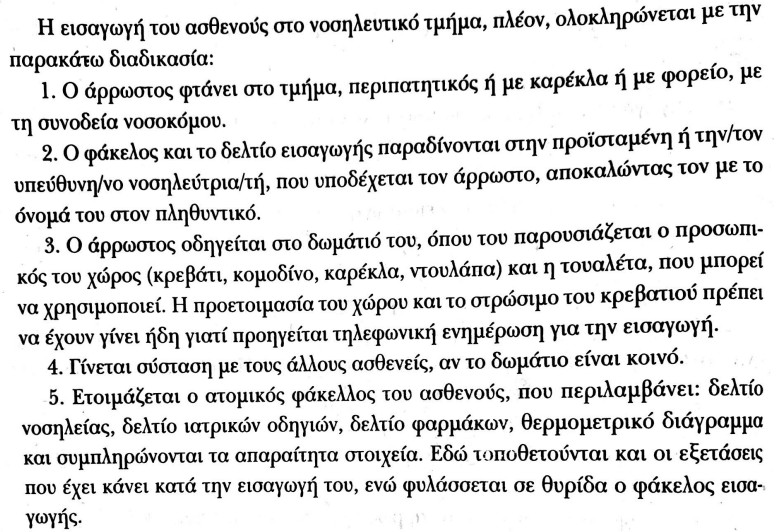 Η εισαγωγή του ασθενούς στο νοσηλευτικό τμήμα, πλέον, ολοκληρώνεται με την
παρακάτω διαδικασία:
1. Ο άρρωστος φτάνει στο τμήμα, περιπατητικός ή με καρέκλα ή με φορείο, με
τη συνοδεία νοσοκόμου.
2. Ο φάκελος και το δελτίο εισαγωγής παραδίνονται στην προϊσταμένη ή την/τον
υπεύθυνη/νο νοσηλεύτρια/τή, που υποδέχεται τον άρρωστο, αποκαλώντας τον με το
όνομά του στον πληθυντικό.
3. Ο άρρωστος οδηγείται στο δωμάτιό του, όπου του παρουσιάζεται ο προσωπι-
κός του χώρος (κρεβάτι, κομοδίνο, καρέκλα, ντουλάπα) και η τουαλέτα, που μπορεί
να χρησιμοποιεί. Η προετοιμασία του χώρου και το στρώσιμο του κρεβατιού πρέπει
να έχουν γίνει ήδη γιατί προηγείται τηλεφωνική ενημέρωση για την εισαγωγή.
4. Γίνεται σύσταση με τους άλλους ασθενείς, αν το δωμάτιο είναι κοινό.
5. Ετοιμάζεται ο ατομικός φάκελλος του ασθενούς, που περιλαμβάνει: δελτίο
νοσηλείας, δελτίο ιατρικών οδηγιών, δελτίο φαρμάκων, θερμομετρικό διάγραμμα
και συμπληρώνονται τα απαραίτητα στοιχεία. Εδώ τοποθετούνται και οι εξετάσεις
που έχει κάνει κατά την εισαγωγή του, ενώ φυλάσσεται σε θυρίδα ο φάκελος εισα-
γωγής.